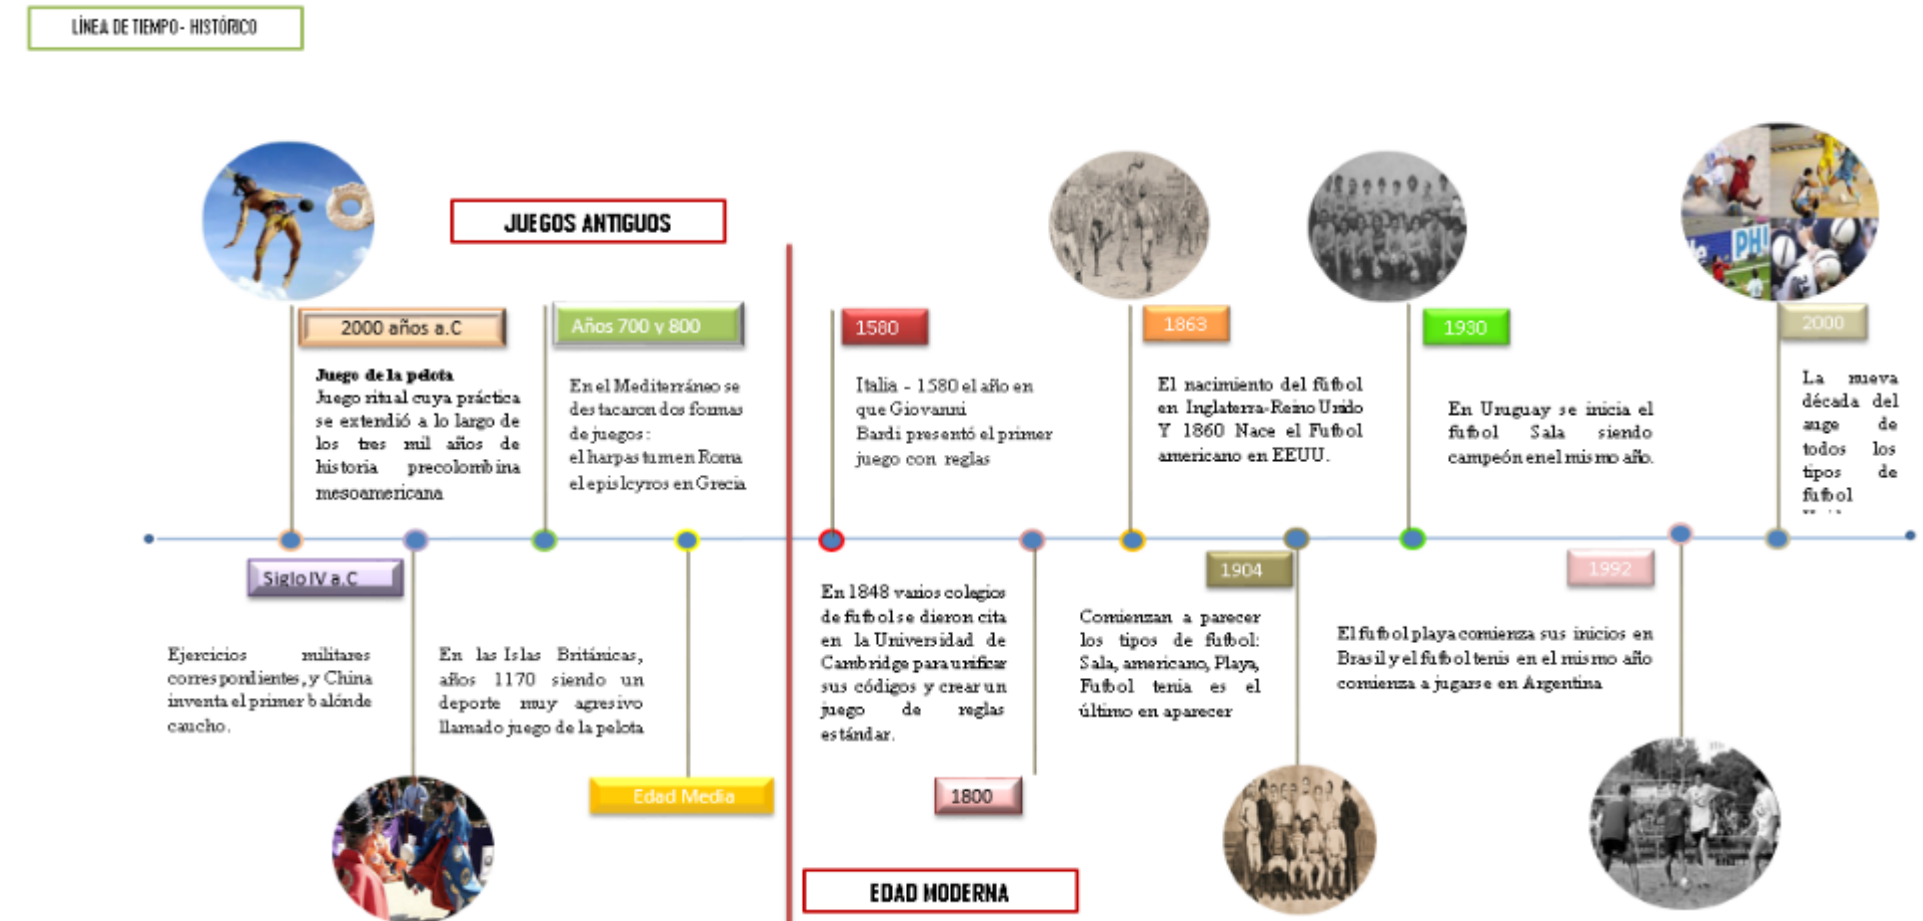 LÍNEA DE TIEMPO- HISTÓRICO
JUEGOS ANTIGUOS
2000 años a.C
Juego de la pelota
Juego ritual cuya práctica
se extendió a lo largo de
los tres mil años de
historia precolombina
mesoamericana
Años 700 y 800
En el Mediterráneo se
destacaron dos formas
de juegos:
el harpastum en Roma
el epislcyros en Grecia
1580
Italia - 1580 el año en
que Giovanni
Bardi presentó el primer
juego con reglas
1863
El nacimiento del fútbol
en Inglaterra-Reino Unido
Y 1860 Nace el Futbol
americano en EEUU.
1930
En Uruguay se inicia el
futbol Sala siendo
campeón en el mismo año.
2000
La nueva
década del
auge de
todos los
tipos de
futbol
Siglo IV a.C
Ejercicios militares
correspondientes, y China
inventa el primer balón de
caucho.
En las Islas Británicas,
años 1170 siendo un
deporte muy agresivo
llamado juego de la pelota
Edad Media
En 1848 varios colegios
de futbol se dieron cita
en la Universidad de
Cambridge para unificar
sus códigos y crear un
juego de reglas
estándar.
1800
1904
Comienzan a parecer
los tipos de futbol:
Sala, americano, Playa,
Futbol tenia es el
último en aparecer
1992
El futbol playa comienza sus inicios en
Brasil y el futbol tenis en el mismo año
comienza a jugarse en Argentina
EDAD MODERNA